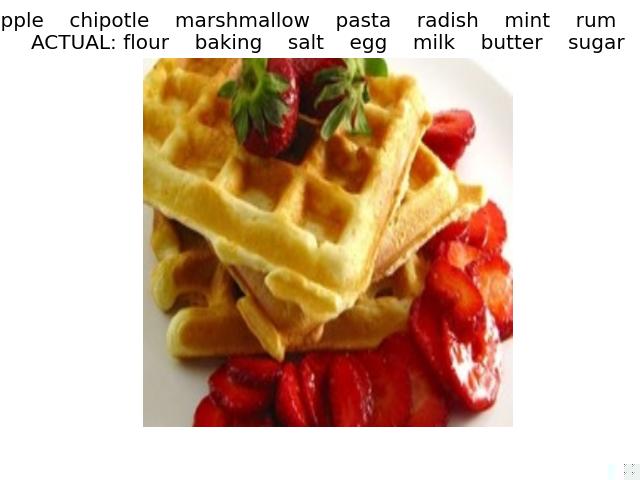 pple chipotle marshmallow pasta radish mint rum
ACTUAL: flour baking salt egg milk butter sugar